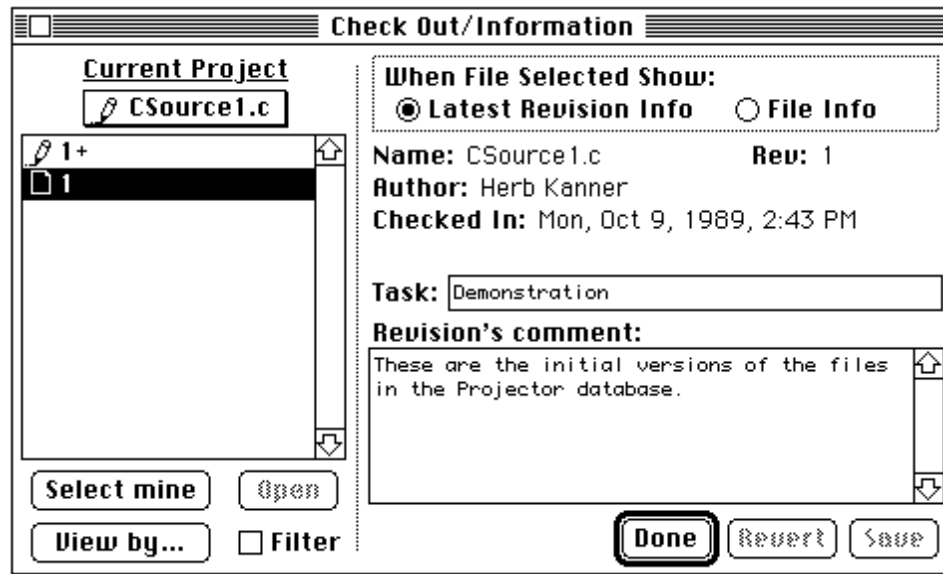 Check Out/Information
Current Project
CSource1.c
1+
1
Select mine
Open
View by...
Filter
When File Selected Show:
Latest Revision Info File Info
Name: CSource1.c Rev: 1
Author: Herb Kanner
Checked In: Mon, Oct 9, 1989, 2:43 PM
Task: Demonstration
Revision's comment:
These are the initial versions of the files
in the Projector database.
Done Revert Save